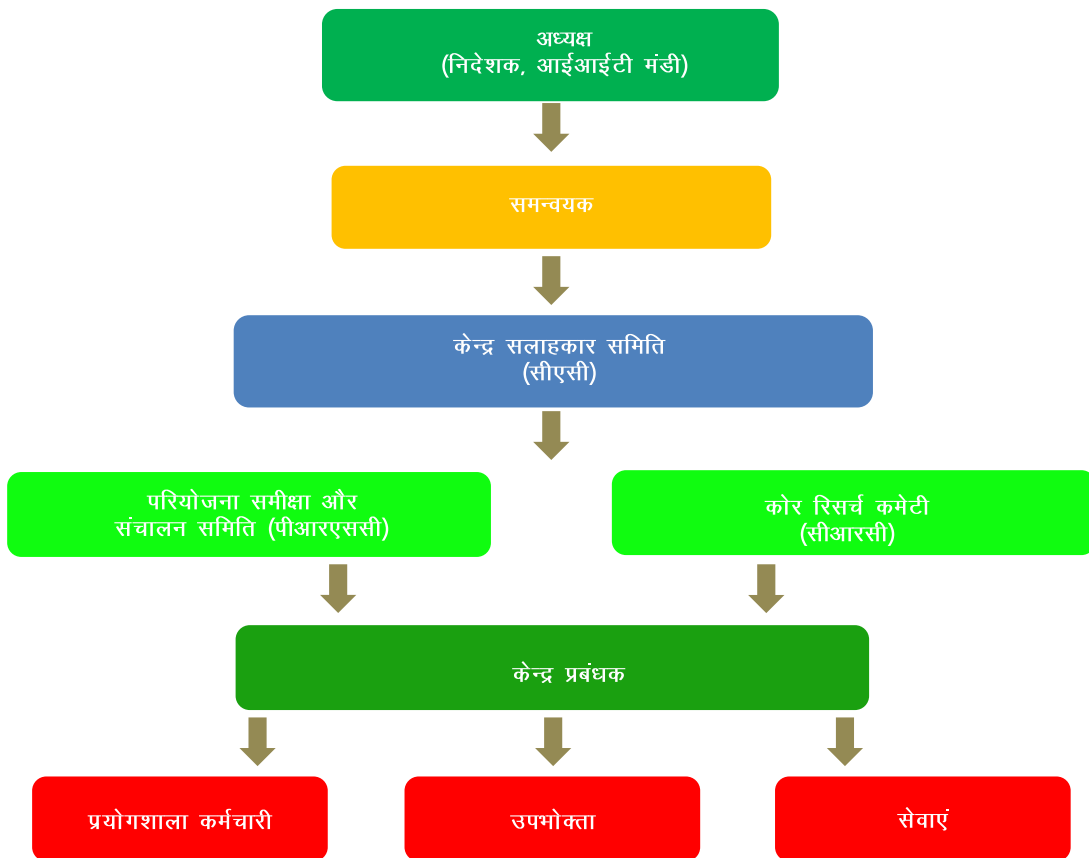 अध्यक्ष
(निदेशक, आईआईटी मंडी)
समन्वयक
केन्द्र सलाहकार समिति
(सीएसी)
परियोजना समीक्षा और
संचालन समिति (पीआरएससी)
कोर रिसर्च कमेटी
(सीआरसी)
केन्द्र प्रबंधक
प्रयोगशाला कर्मचारी
उपभोक्ता
सेवाएं